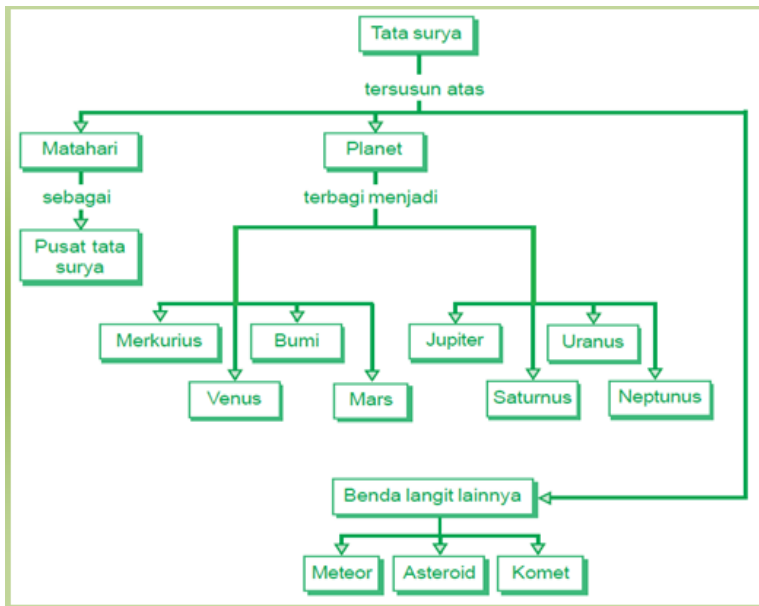 Tata surya
tersusun atas
Matahari
Planet
sebagai
terbagi menjadi
Pusat tata
surya
Merkurius
Bumi
Jupiter
Uranus
Venus
Mars
Saturnus
Neptunus
Benda langit lainnya
Meteor
Asteroid
Komet